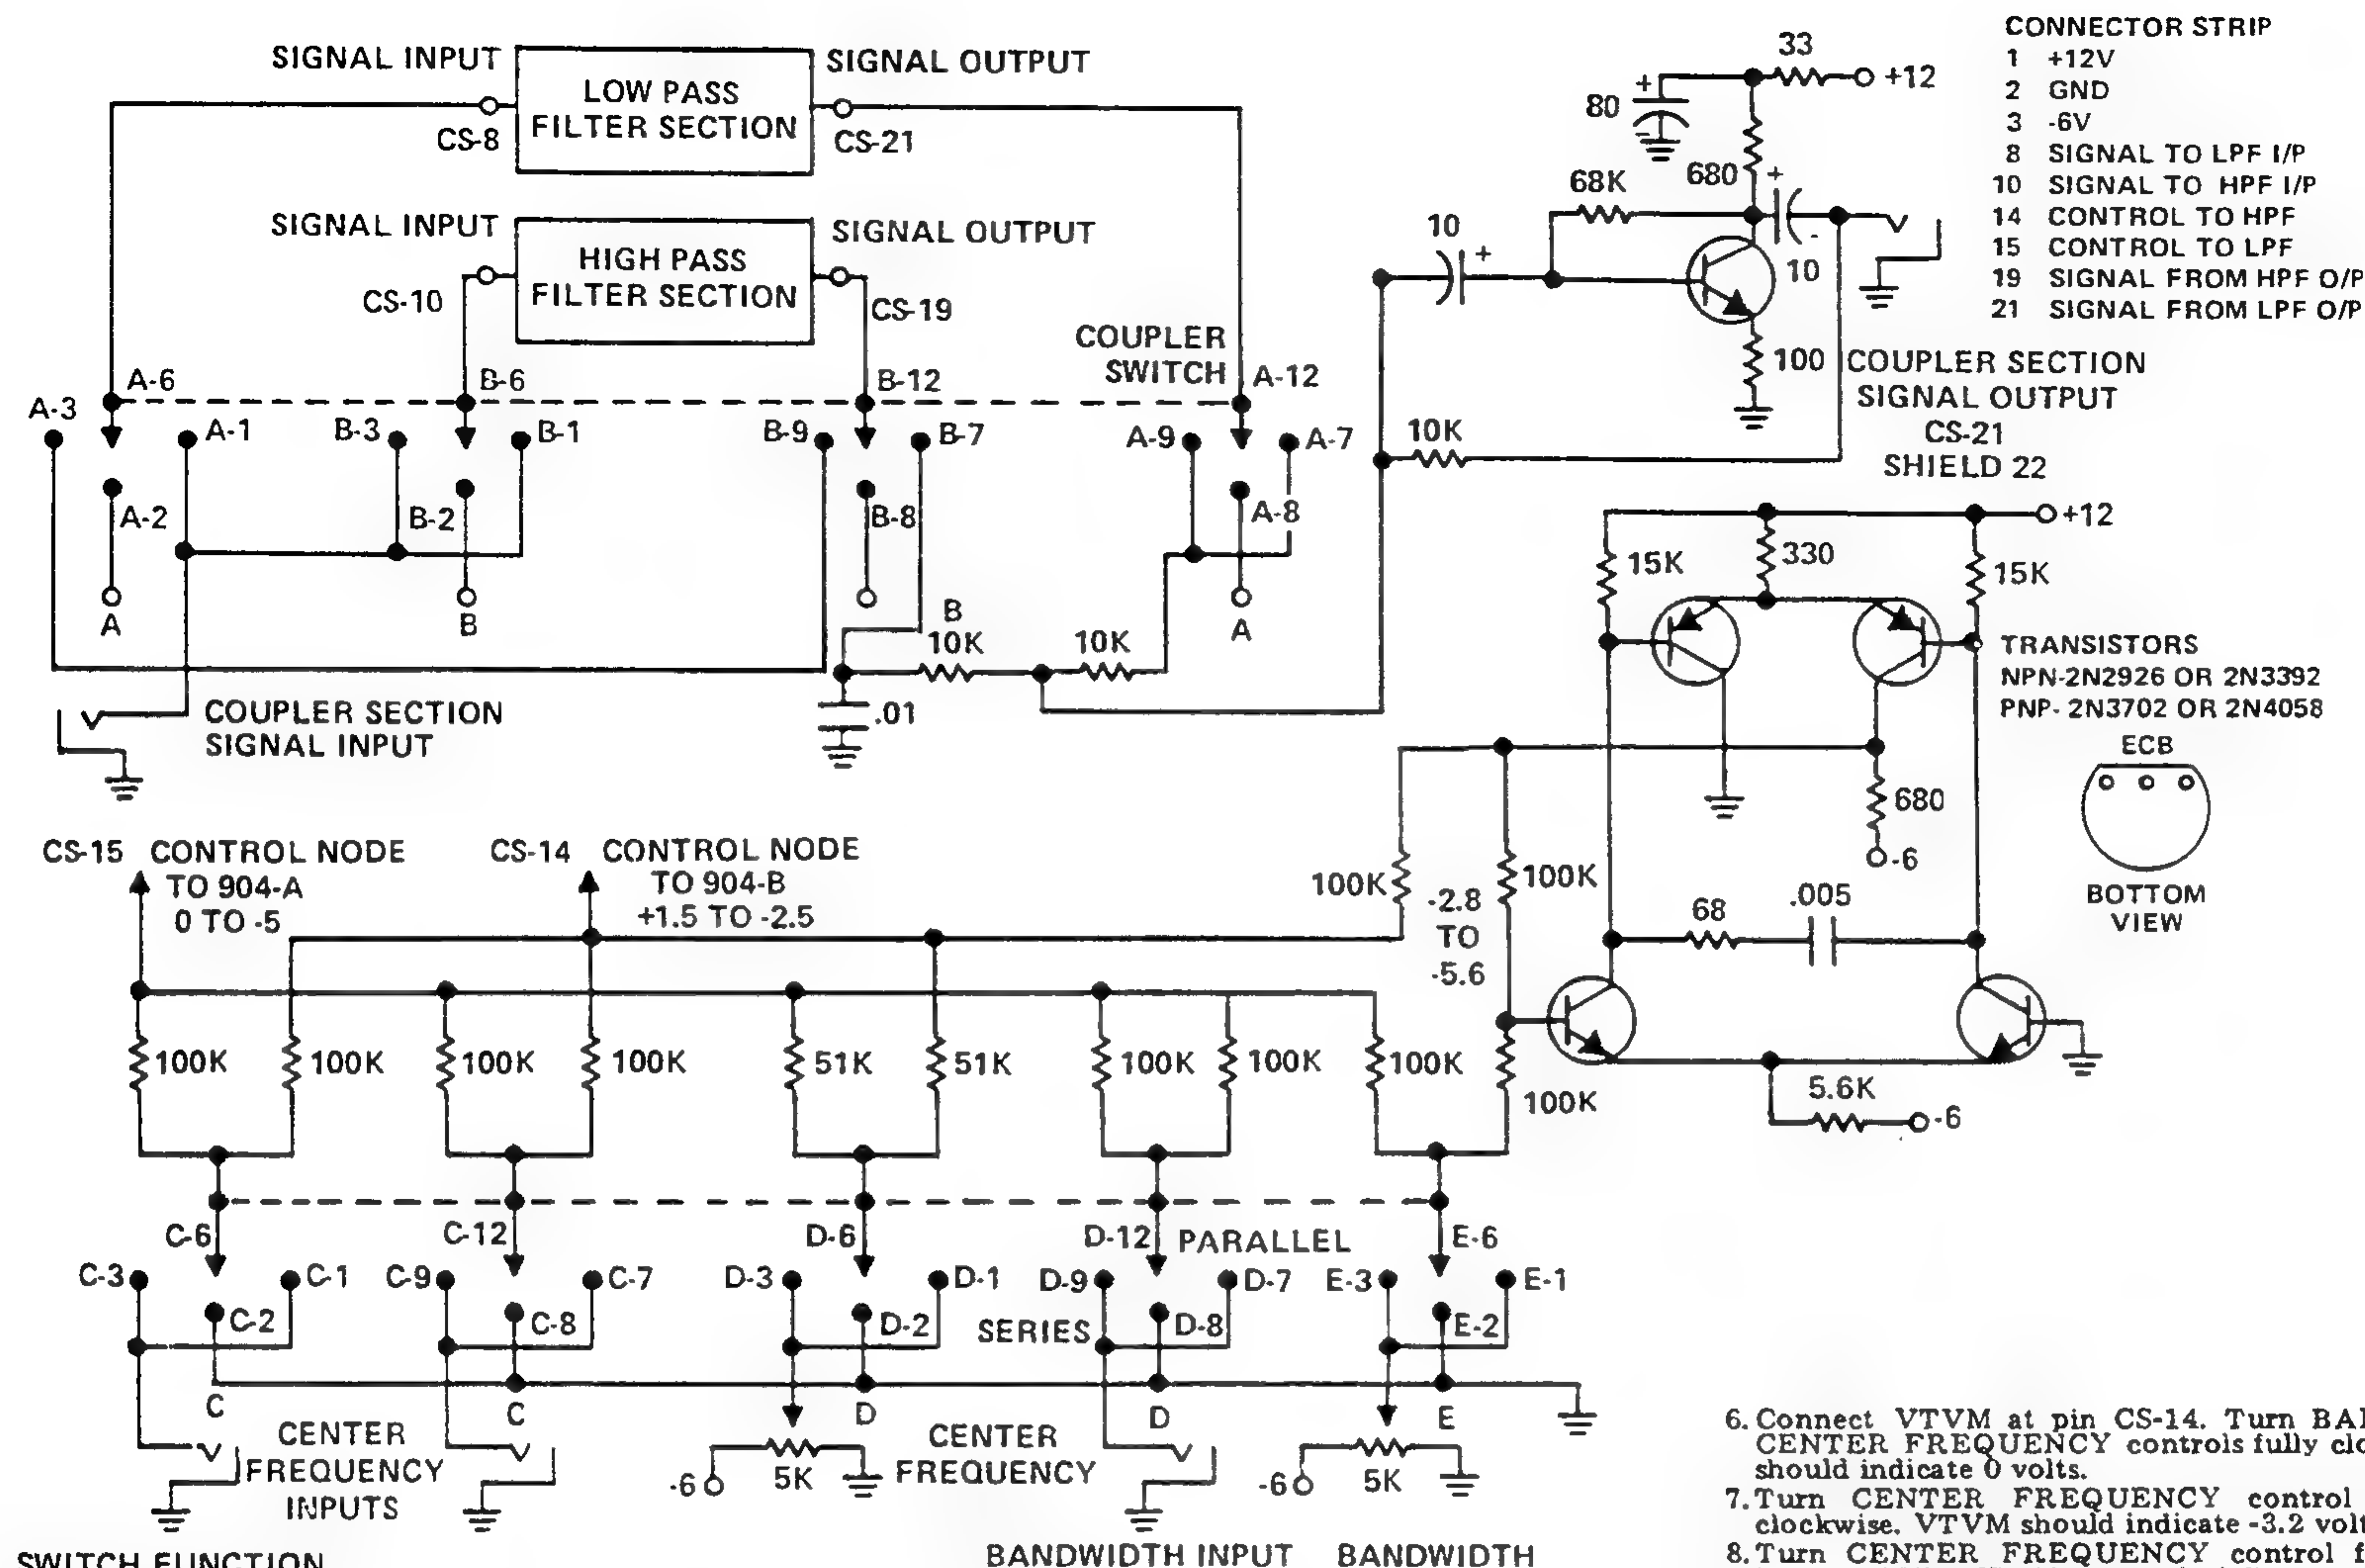 SIGNAL INPUT
LOW PASS
FILTER SECTION
SIGNAL OUTPUT
CS-8
CS-21
SIGNAL INPUT
HIGH PASS
FILTER SECTION
SIGNAL OUTPUT
CS-10
CS-19
COUPLER
SWITCH
A-3
A-6
A-1
B-3
B-6
B-1
B-9
B-12
B-7
A-9
A-12
A-7
A-2
B-2
B-8
A-8
A
B
B
A
10K
10K
.01
COUPLER SECTION
SIGNAL INPUT
33
+12
+
80
680
+
68K
10
+
-
10
100
10K
COUPLER SECTION
SIGNAL OUTPUT
CS-21
SHIELD 22
CONNECTOR STRIP
1 +12V
2 GND
3 -6V
8 SIGNAL TO LPF I/P
10 SIGNAL TO HPF I/P
14 CONTROL TO HPF
15 CONTROL TO LPF
19 SIGNAL FROM HPF O/P
21 SIGNAL FROM LPF O/P
+12
15K
330
15K
TRANSISTORS
NPN-2N2926 OR 2N3392
PNP- 2N3702 OR 2N4058
ECB
BOTTOM
VIEW
680
-6
68
.005
5.6K
-6
CS-15 CONTROL NODE
TO 904-A
0 TO -5
CS-14 CONTROL NODE
TO 904-B
+1.5 TO -2.5
100K
-2.8
TO
-5.6
100K
100K
100K
100K
100K
51K
51K
100K
100K
100K
100K
C-6
C-12
D-6
D-12
PARALLEL
E-6
C-3
C-1
C-9
C-7
D-3
D-1
D-9
D-7
E-3
E-1
C-2
C-8
D-2
SERIES
D-8
E-2
C
C
D
D
E
CENTER
FREQUENCY
INPUTS
-6
5K
CENTER
FREQUENCY
-6
5K
BANDWIDTH INPUT
BANDWIDTH
SWITCH FUNCTION
6. Connect VTVM at pin CS-14. Turn
CENTER FREQUENCY controls fully
should indicate 0 volts.
7. Turn CENTER FREQUENCY control
clockwise. VTVM should indicate -3.2
8. Turn CENTER FREQUENCY control